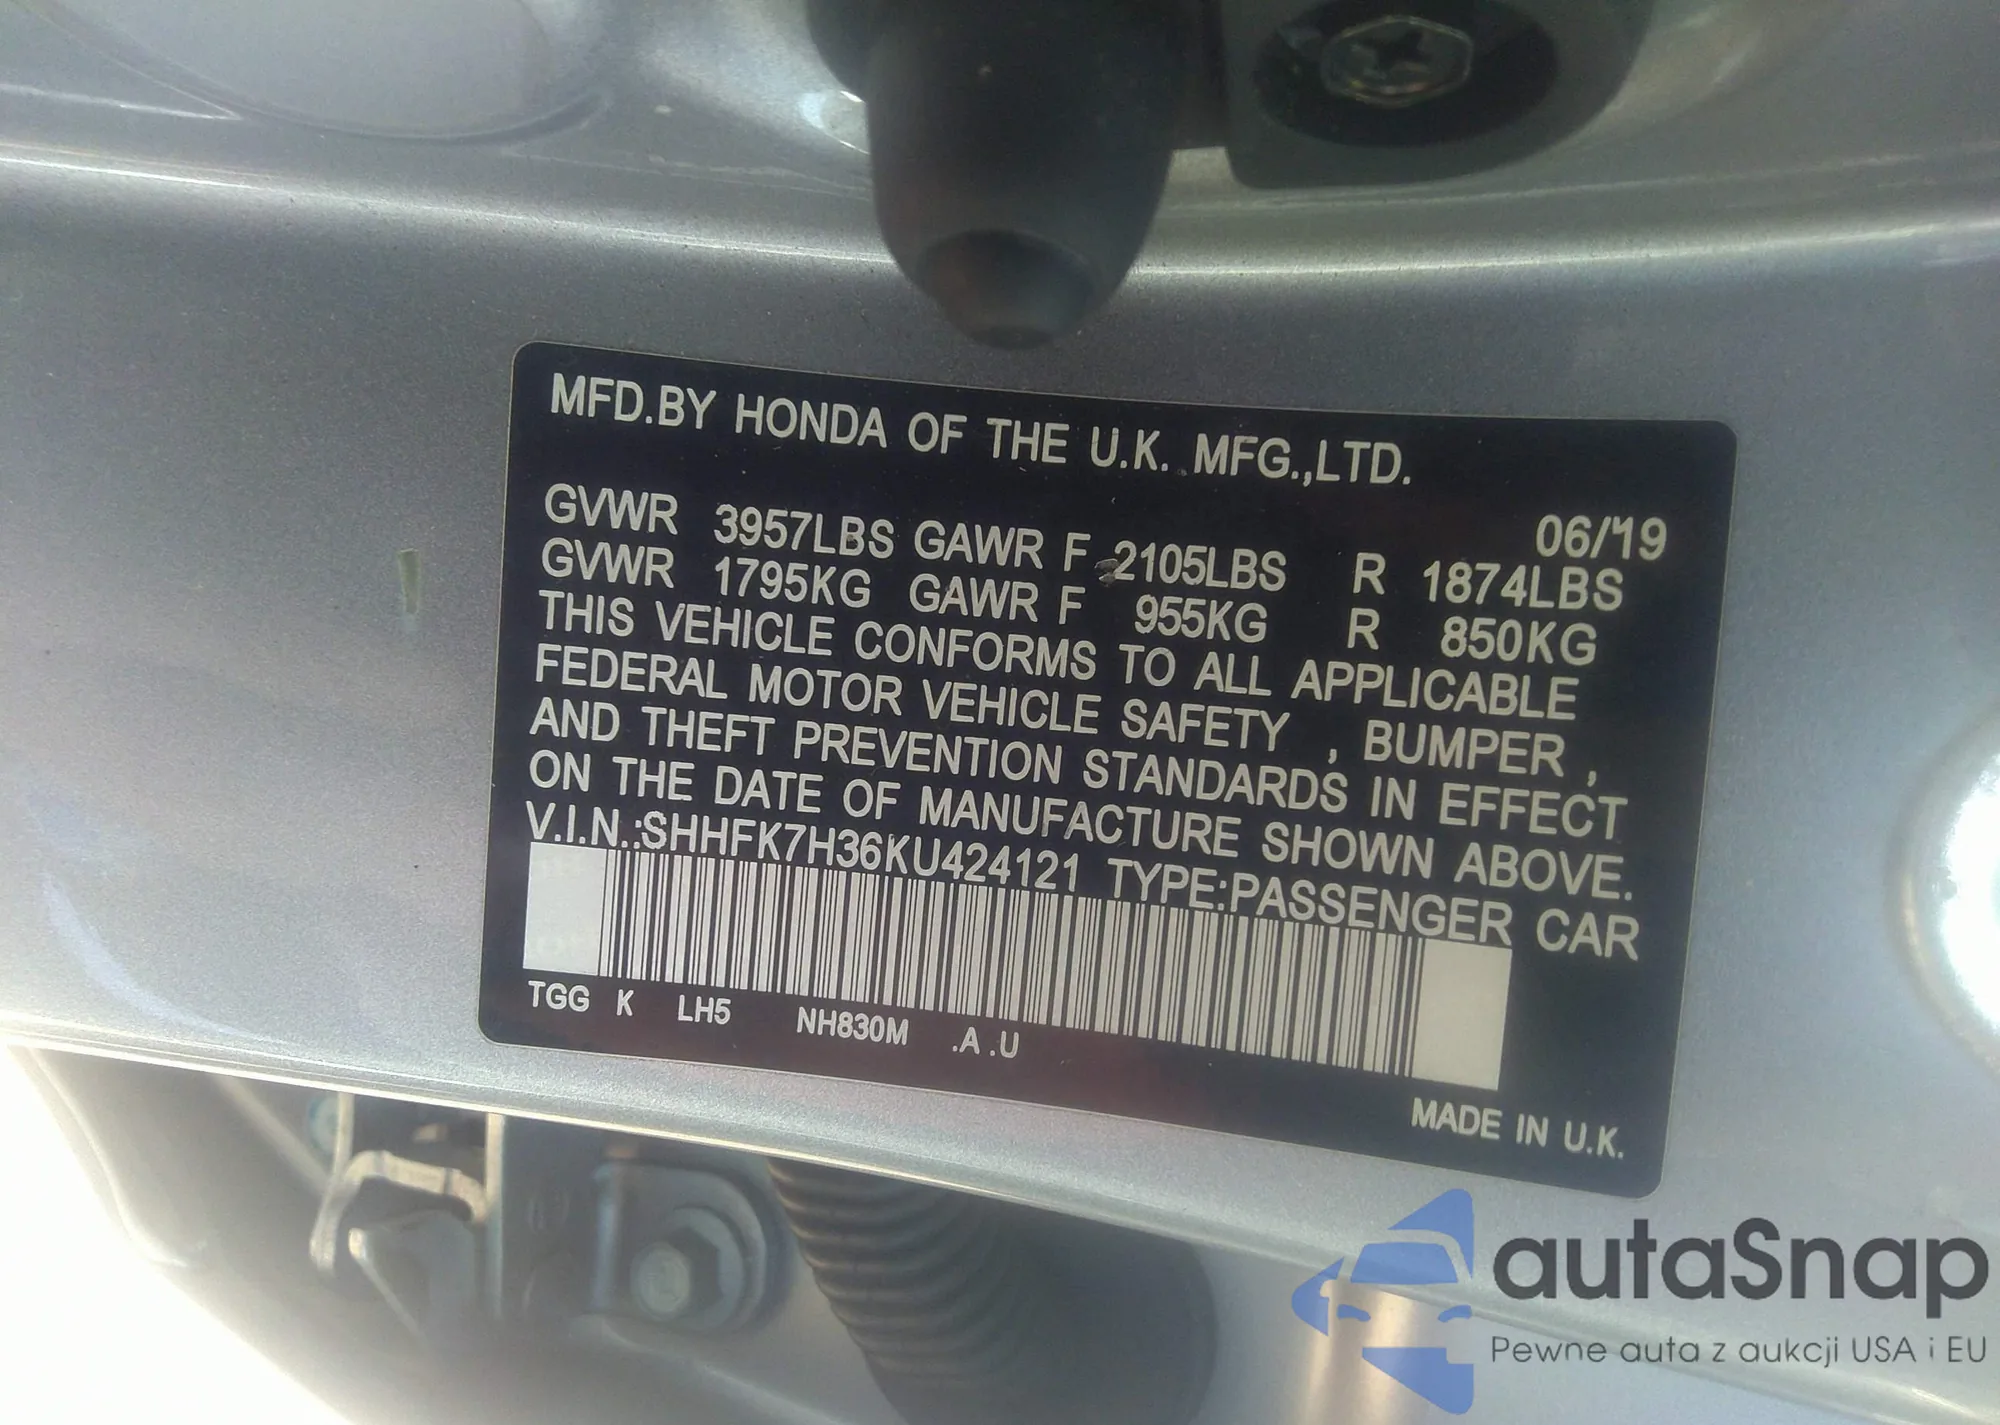 MFD.BY HONDA OF THE U.K. MFG.,LTD.
06/19
GVWR 3957LBS GAWR F 2105LBS R 1874LBS
GVWR 1795KG GAWR F 955KG R 850KG
THIS VEHICLE CONFORMS TO ALL APPLICABLE
FEDERAL MOTOR VEHICLE SAFETY , BUMPER ,
AND THEFT PREVENTION STANDARDS IN EFFECT
ON THE DATE OF MANUFACTURE SHOWN ABOVE.
V.I.N.:SHHFK7H36KU424121 TYPE:PASSENGER CAR
TGG K LH5 NH830M .A .U
MADE IN U.K.
autaSnap
Pewne auta z aukcji USA i EU